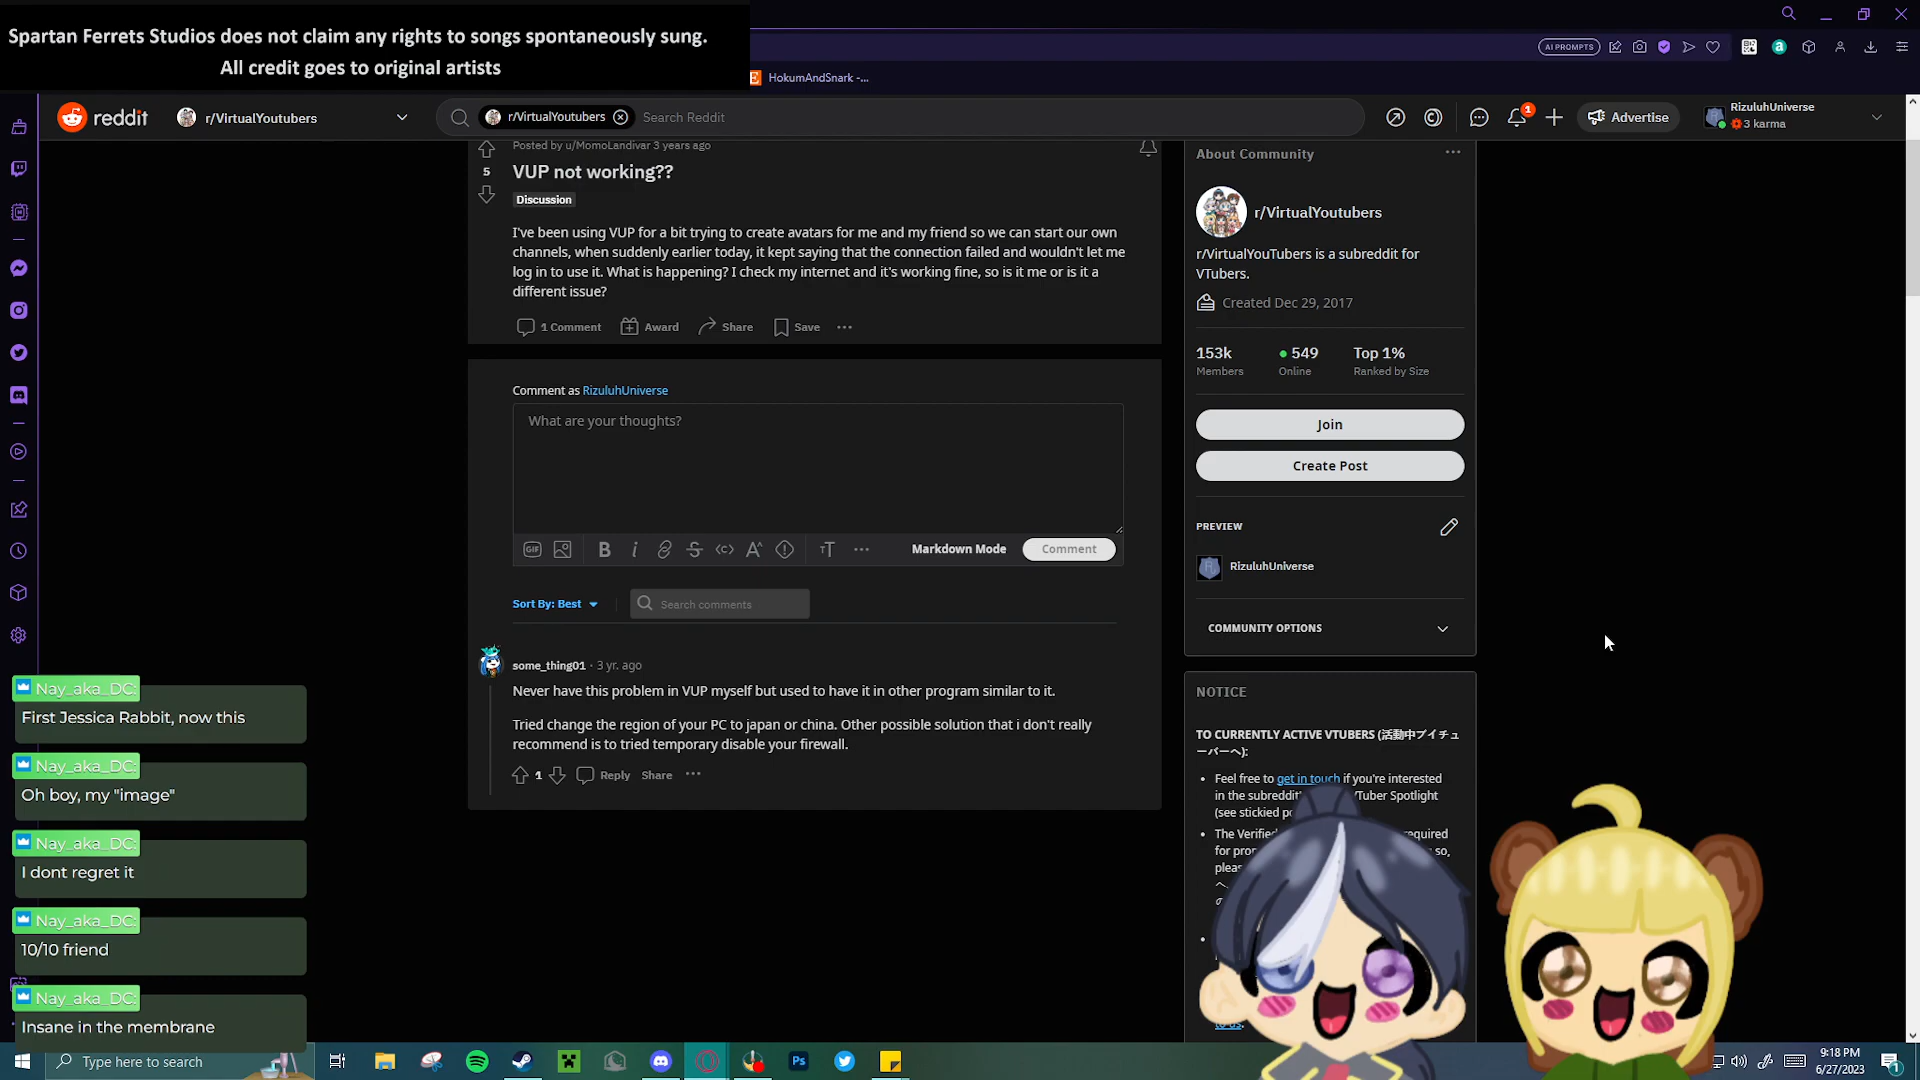 Spartan Ferrets Studios does not claim any rights to songs spontaneously sung.
All credit goes to original artists
AI PROMPTS
E HokumAndSnark -...
reddit
r/VirtualYoutubers
r/VirtualYoutubers
Search Reddit
1
Advertise
RizuluhUniverse
3 karma
Posted by u/MomoLandivar 3 years ago
5
VUP not working??
Discussion
I've been using VUP for a bit trying to create avatars for me and my friend so we can start our own
channels, when suddenly earlier today, it kept saying that the connection failed and wouldn't let me
log in to use it. What is happening? I check my internet and it's working fine, so is it me or is it a
different issue?
1 Comment
Award
Share
Save
Comment as RizuluhUniverse
What are your thoughts?
GIF
B
i
Markdown Mode
Comment
Sort By: Best
Search comments
some_thing01 · 3 yr. ago
Never have this problem in VUP myself but used to have it in other program similar to it.
Tried change the region of your PC to japan or china. Other possible solution that i don't really
recommend is to tried temporary disable your firewall.
1
Reply
Share
About Community
r/VirtualYoutubers
r/VirtualYouTubers is a subreddit for
VTubers.
Created Dec 29, 2017
153k
Members
549
Online
Top 1%
Ranked by Size
Join
Create Post
PREVIEW
RizuluhUniverse
COMMUNITY OPTIONS
NOTICE
TO CURRENTLY ACTIVE VTUBERS (活動中ブイチュ
ーバーへ):
Feel free to get in touch if you're interested
in the subreddit' /Tuber Spotlight
(see stickied p
The Verified required
for pro so,
pleas
to us.
Nay_aka_DC:
First Jessica Rabbit, now this
Nay_aka_DC:
Oh boy, my "image"
Nay_aka_DC:
I dont regret it
Nay_aka_DC:
10/10 friend
Nay_aka_DC:
Insane in the membrane
Type here to search
Ps
9:18 PM
6/27/2023
1